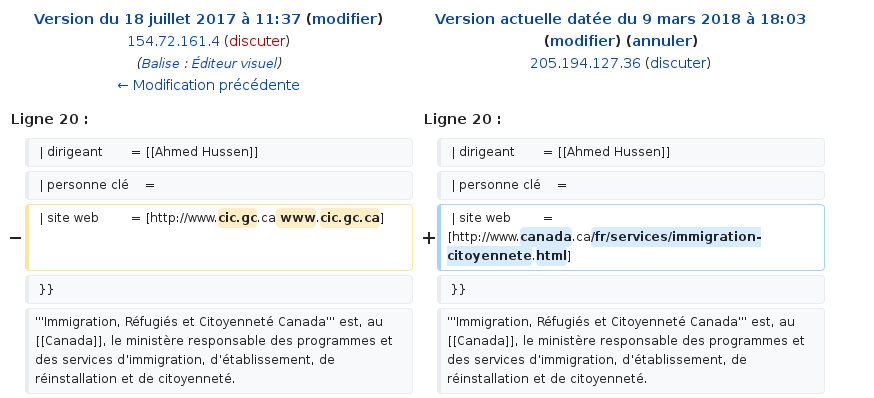 Version du 18 juillet 2017 à 11:37 (modifier)
154.72.161.4 (discuter)
(Balise : Éditeur visuel)
← Modification précédente
Version actuelle datée du 9 mars 2018 à 18:03
(modifier) (annuler)
205.194.127.36 (discuter)
Ligne 20 :
Ligne 20 :
| dirigeant = [[Ahmed Hussen]]
| dirigeant = [[Ahmed Hussen]]
| personne clé =
| personne clé =
− | site web = [http://www.cic.gc.ca www.cic.gc.ca]
+ | site web =
[http://www.canada.ca/fr/services/immigration-
citoyennete.html]
}}
}}
'''Immigration, Réfugiés et Citoyenneté Canada''' est, au
[[Canada]], le ministère responsable des programmes et
des services d'immigration, d'établissement, de
réinstallation et de citoyenneté.
'''Immigration, Réfugiés et Citoyenneté Canada''' est, au
[[Canada]], le ministère responsable des programmes et
des services d'immigration, d'établissement, de
réinstallation et de citoyenneté.